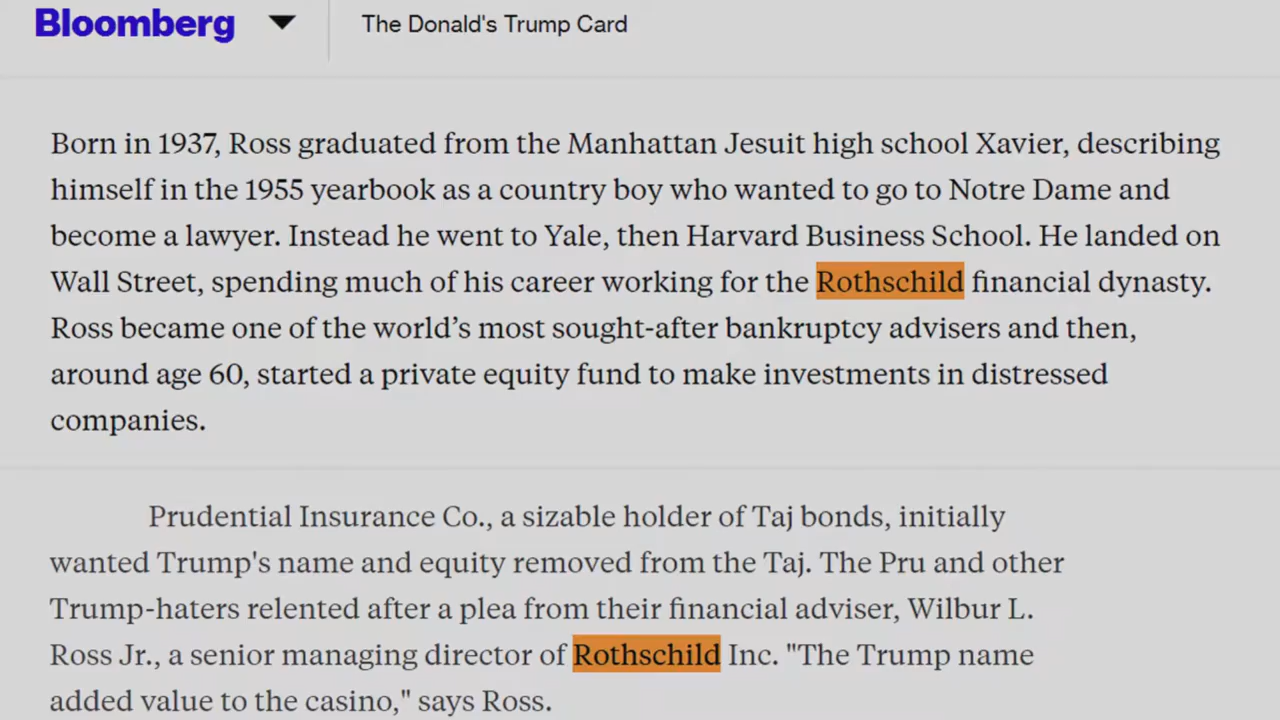 Bloomberg
The Donald's Trump Card
Born in 1937, Ross graduated from the Manhattan Jesuit high school Xavier, describing
himself in the 1955 yearbook as a country boy who wanted to go to Notre Dame and
become a lawyer. Instead he went to Yale, then Harvard Business School. He landed on
Wall Street, spending much of his career working for the Rothschild financial dynasty.
Ross became one of the world’s most sought-after bankruptcy advisers and then,
around age 60, started a private equity fund to make investments in distressed
companies.
Prudential Insurance Co., a sizable holder of Taj bonds, initially
wanted Trump's name and equity removed from the Taj. The Pru and other
Trump-haters relented after a plea from their financial adviser, Wilbur L.
Ross Jr., a senior managing director of Rothschild Inc. "The Trump name
added value to the casino," says Ross.